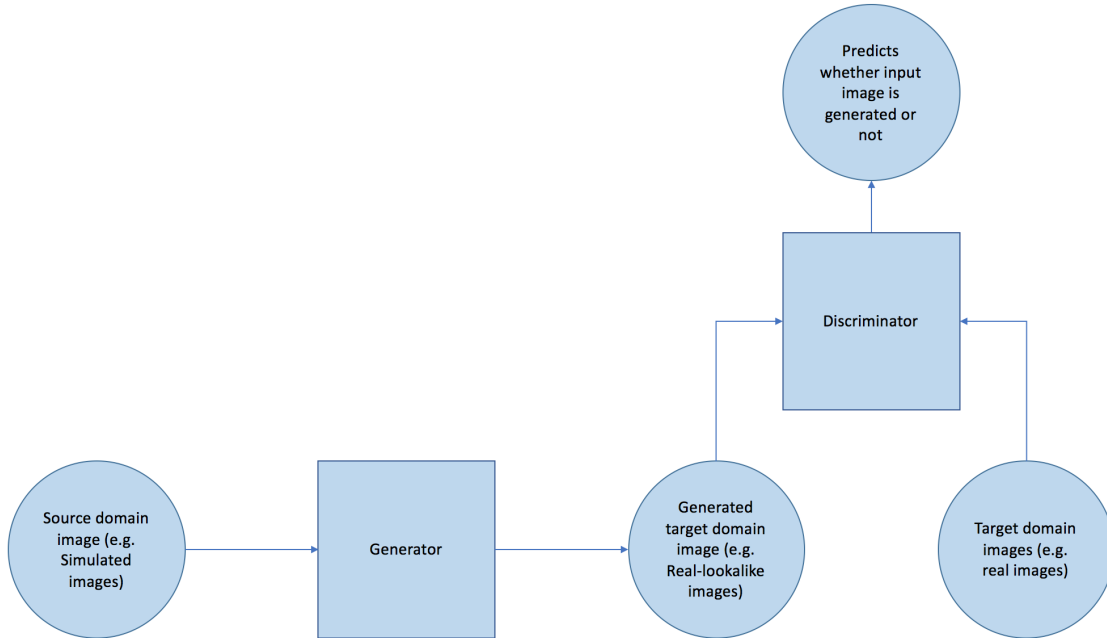 Predicts
whether input
image is
generated or
not
Discriminator
Source domain
image (e.g.
Simulated
images)
Generator
Generated
target domain
image (e.g.
Real-lookalike
images)
Target domain
images (e.g.
real images)